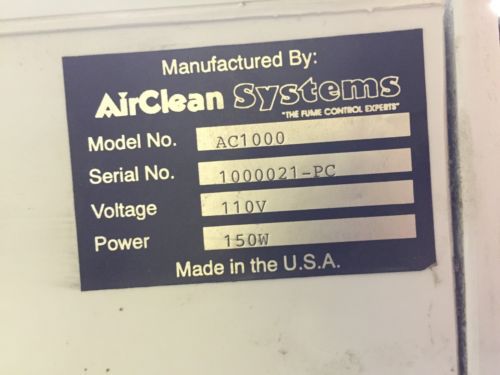 Manufactured By:
AirClean Systems
"THE FUME CONTROL EXPERTS"
Model No. AC1000
Serial No. 1000021-PC
Voltage 110V
Power 150W
Made in the U.S.A.